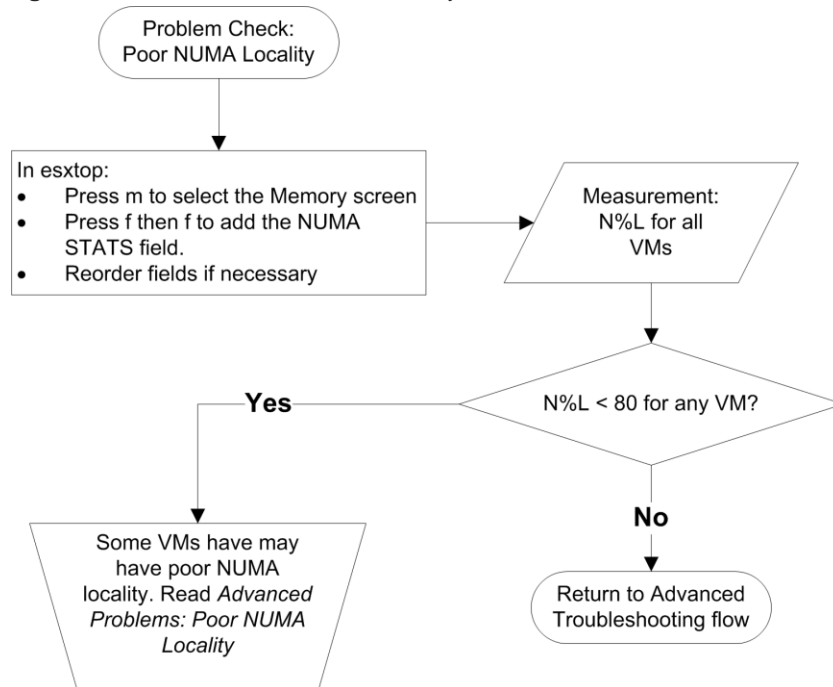 Problem Check:
Poor NUMA Locality
In esxtop:
• Press m to select the Memory screen
• Press f then f to add the NUMA
STATS field.
• Reorder fields if necessary
Measurement:
N%L for all
VMs
N%L < 80 for any VM?
Yes
No
Some VMs have may
have poor NUMA
locality. Read Advanced
Problems: Poor NUMA
Locality
Return to Advanced
Troubleshooting flow